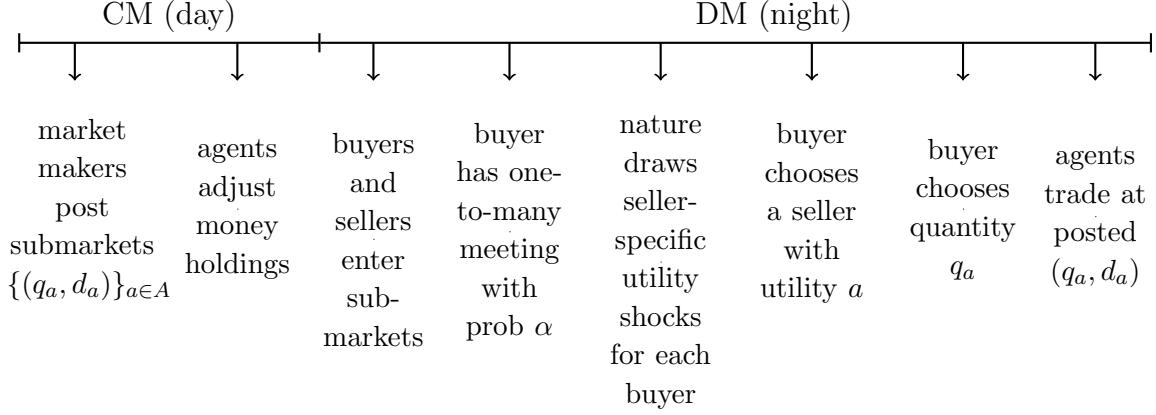 CM (day)
DM (night)
market
makers
post
submarkets
{(q_a, d_a)}_{a∈A}
agents
adjust
money
holdings
buyers
and
sellers
enter
sub-
markets
buyer
has one-
to-many
meeting
with
prob α
nature
draws
seller-
specific
utility
shocks
for each
buyer
buyer
chooses
a seller
with
utility a
buyer
chooses
quantity
q_a
agents
trade at
posted
(q_a, d_a)